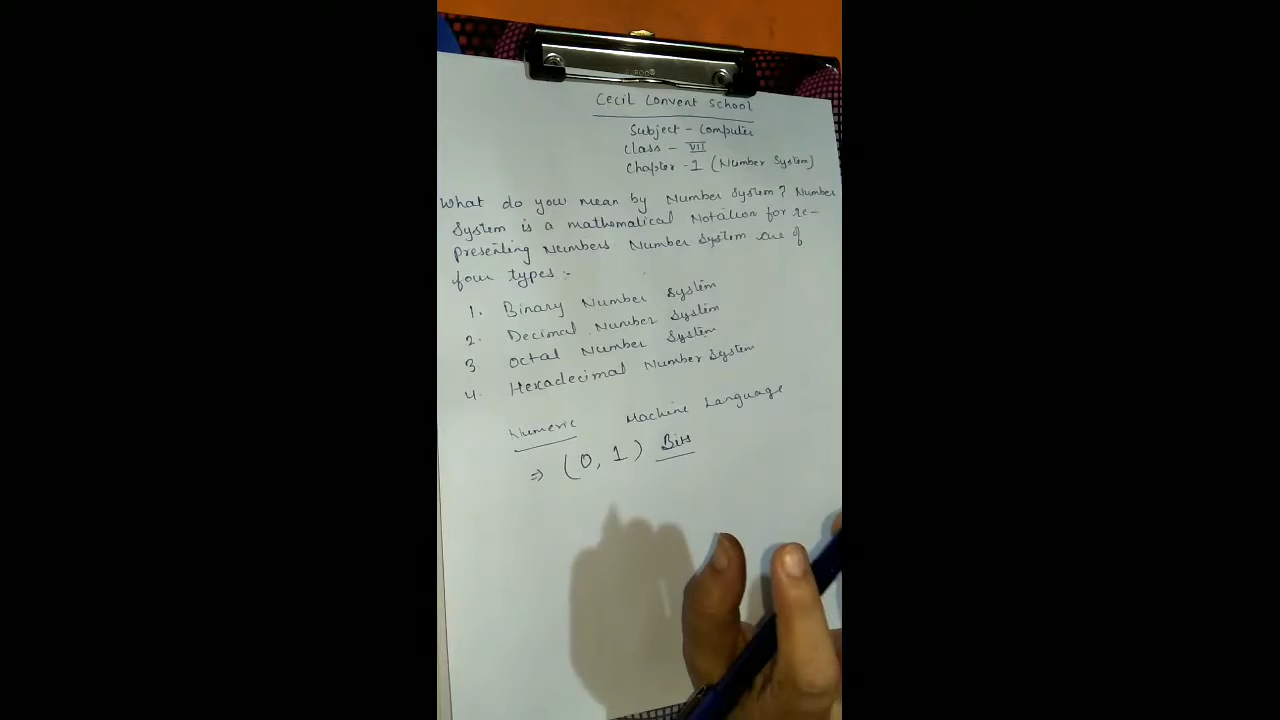 Cecil Convent School
Subject - Computer
Class - VII
Chapter - 1 (Number System)
What do you mean by Number System? Number
System is a mathematical Notation for re-
presenting Numbers Number System are of
four types :-
1. Binary Number System
2. Decimal Number System
3 Octal Number System
4. Hexadecimal Number System
Numeric Machine Language
⇒ (0, 1) Bits